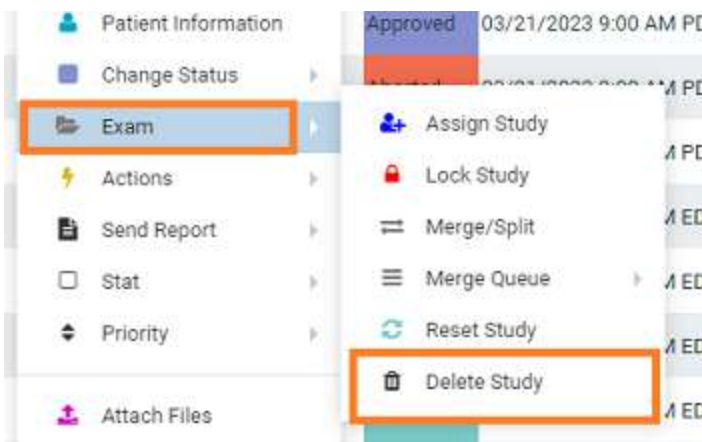 Patient Information
Approved 03/21/2023 9:00 AM PD
Change Status
Exam
Assign Study
Actions
Lock Study
Send Report
Merge/Split
Stat
Merge Queue
Priority
Reset Study
Delete Study
Attach Files